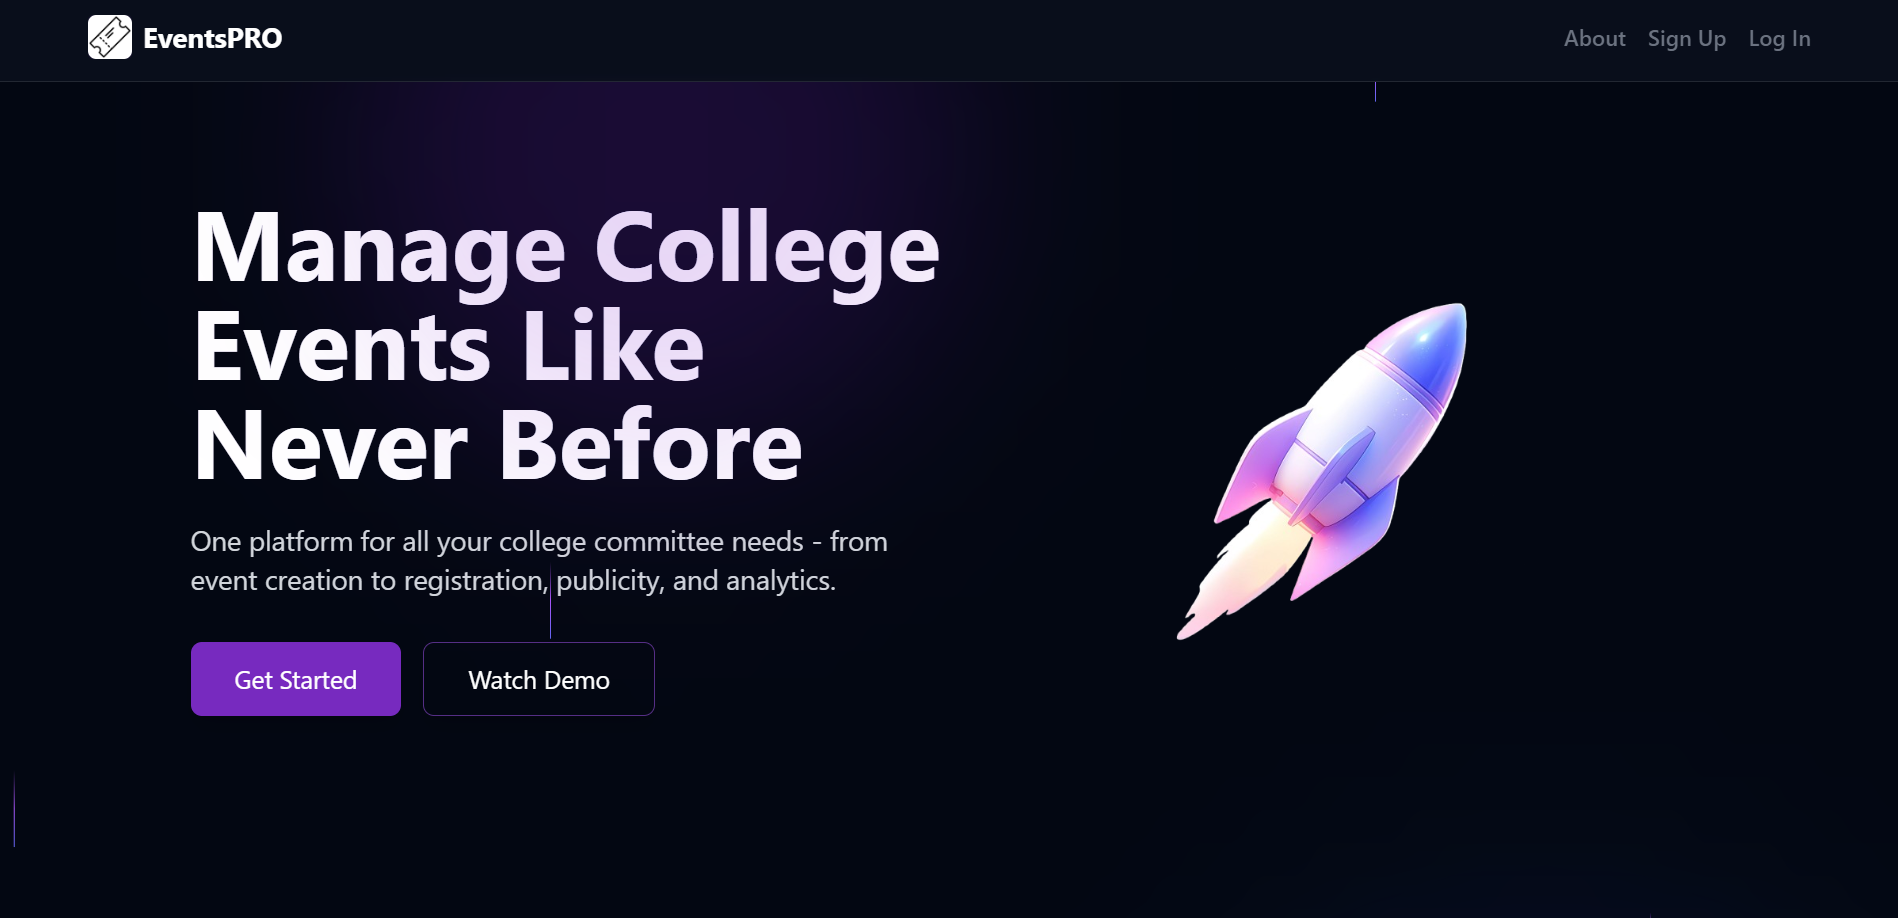 EventsPRO
About Sign Up Log In
Manage College
Events Like
Never Before
One platform for all your college committee needs - from
event creation to registration, publicity, and analytics.
Get Started
Watch Demo